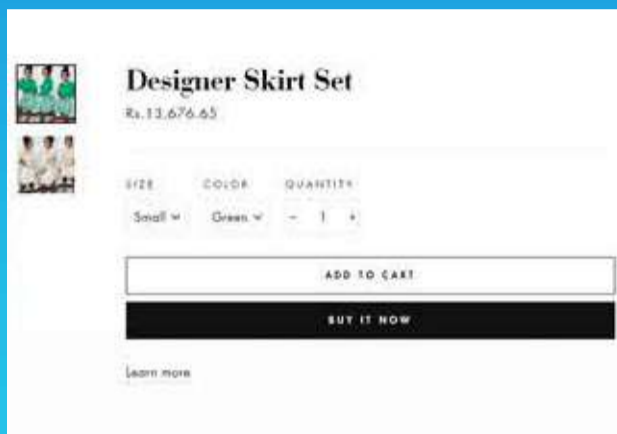 Designer Skirt Set
Rs.13,676.65
SIZE COLOR QUANTITY
Small Green - 1 +
ADD TO CART
BUY IT NOW
Learn more